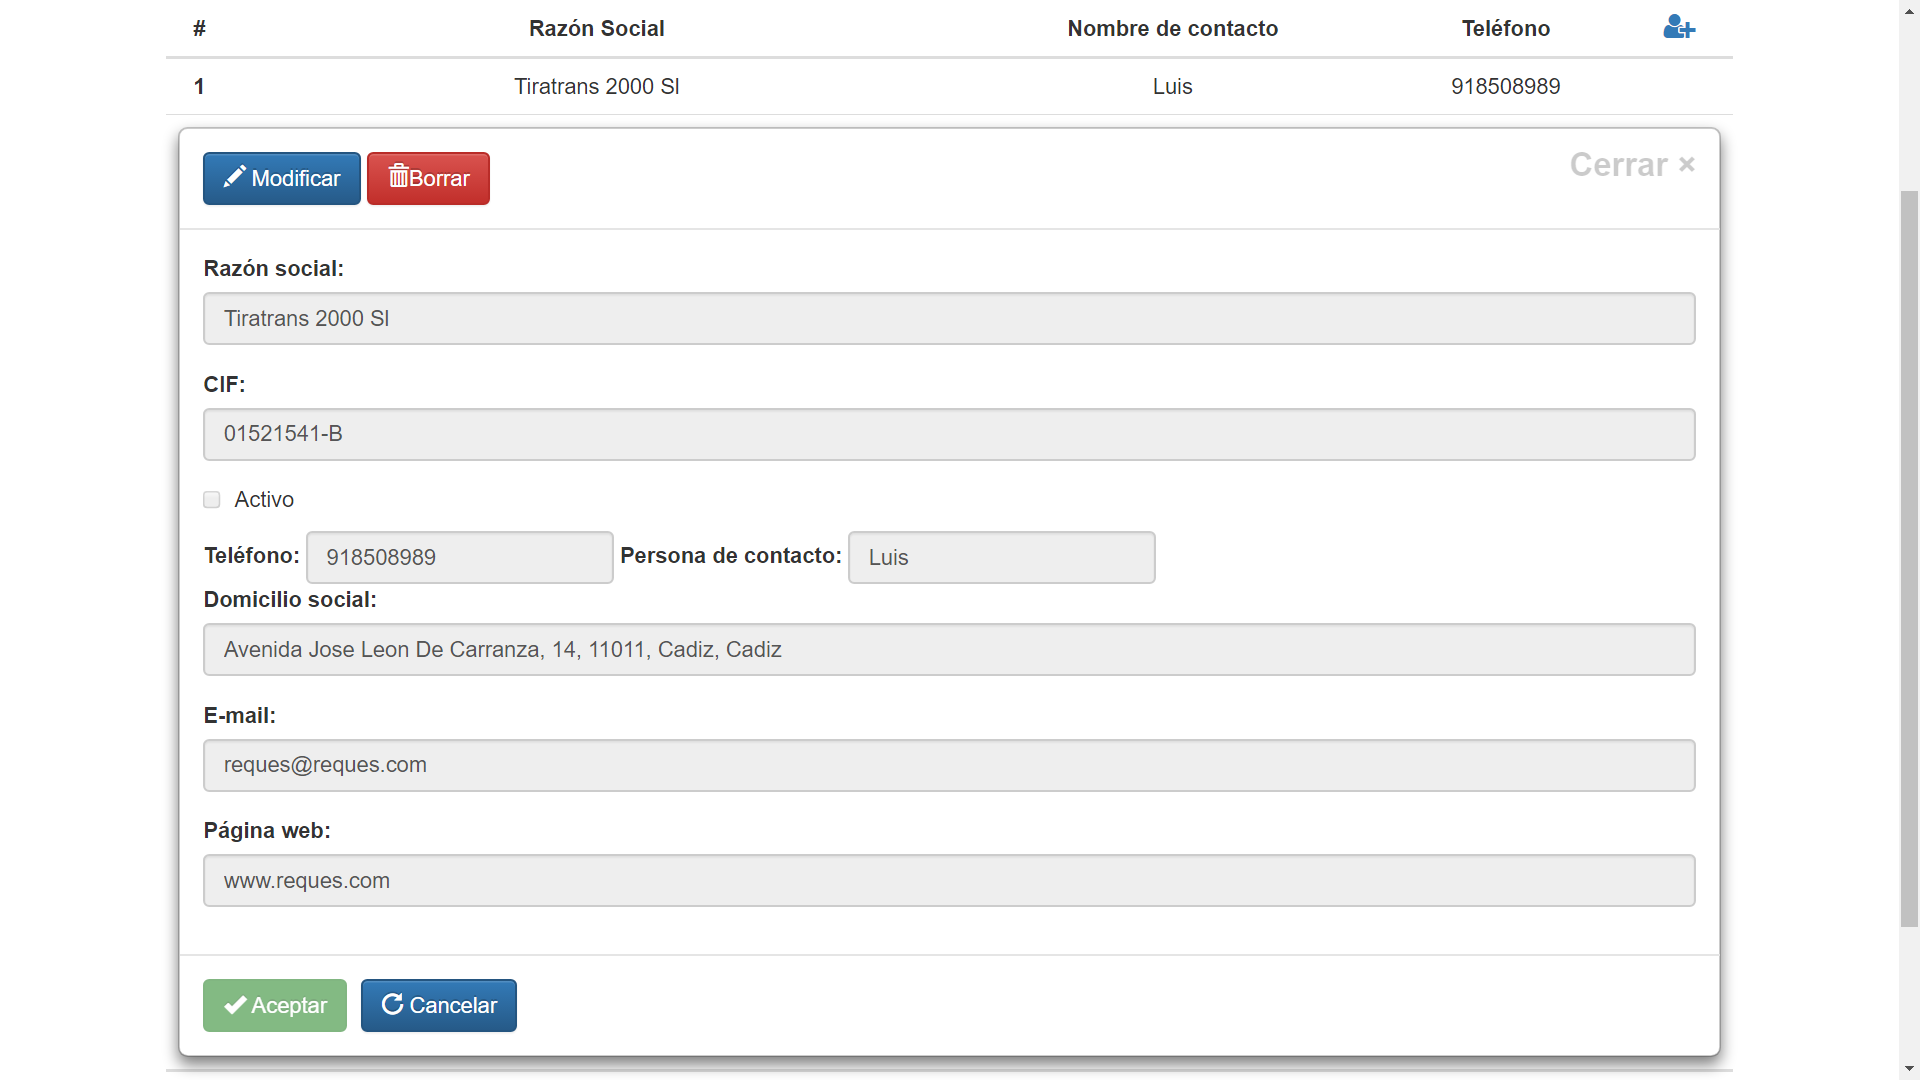 # Razón Social Nombre de contacto Teléfono
1 Tiratrans 2000 Sl Luis 918508989
Modificar Borrar Cerrar ×
Razón social:
Tiratrans 2000 Sl
CIF:
01521541-B
Activo
Teléfono: 918508989 Persona de contacto: Luis
Domicilio social:
Avenida Jose Leon De Carranza, 14, 11011, Cadiz, Cadiz
E-mail:
reques@reques.com
Página web:
www.reques.com
Aceptar Cancelar